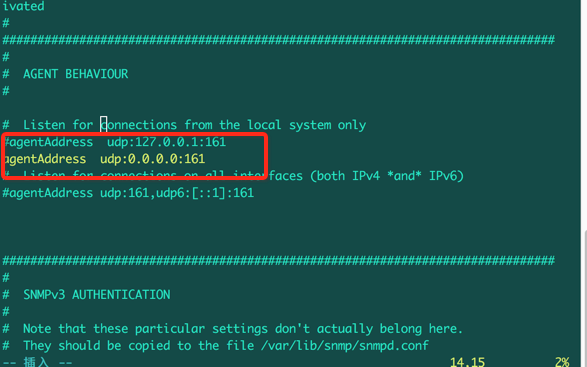 ivated
#
###############################################################################
#
#  AGENT BEHAVIOUR
#
#  Listen for connections from the local system only
#agentAddress  udp:127.0.0.1:161
agentAddress  udp:0.0.0.0:161
#  Listen for connections on all interfaces (both IPv4 *and* IPv6)
#agentAddress udp:161,udp6:[::1]:161
###############################################################################
#
#  SNMPv3 AUTHENTICATION
#
#  Note that these particular settings don't actually belong here.
#  They should be copied to the file /var/lib/snmp/snmpd.conf
-- 插入 -- 14,15 2%